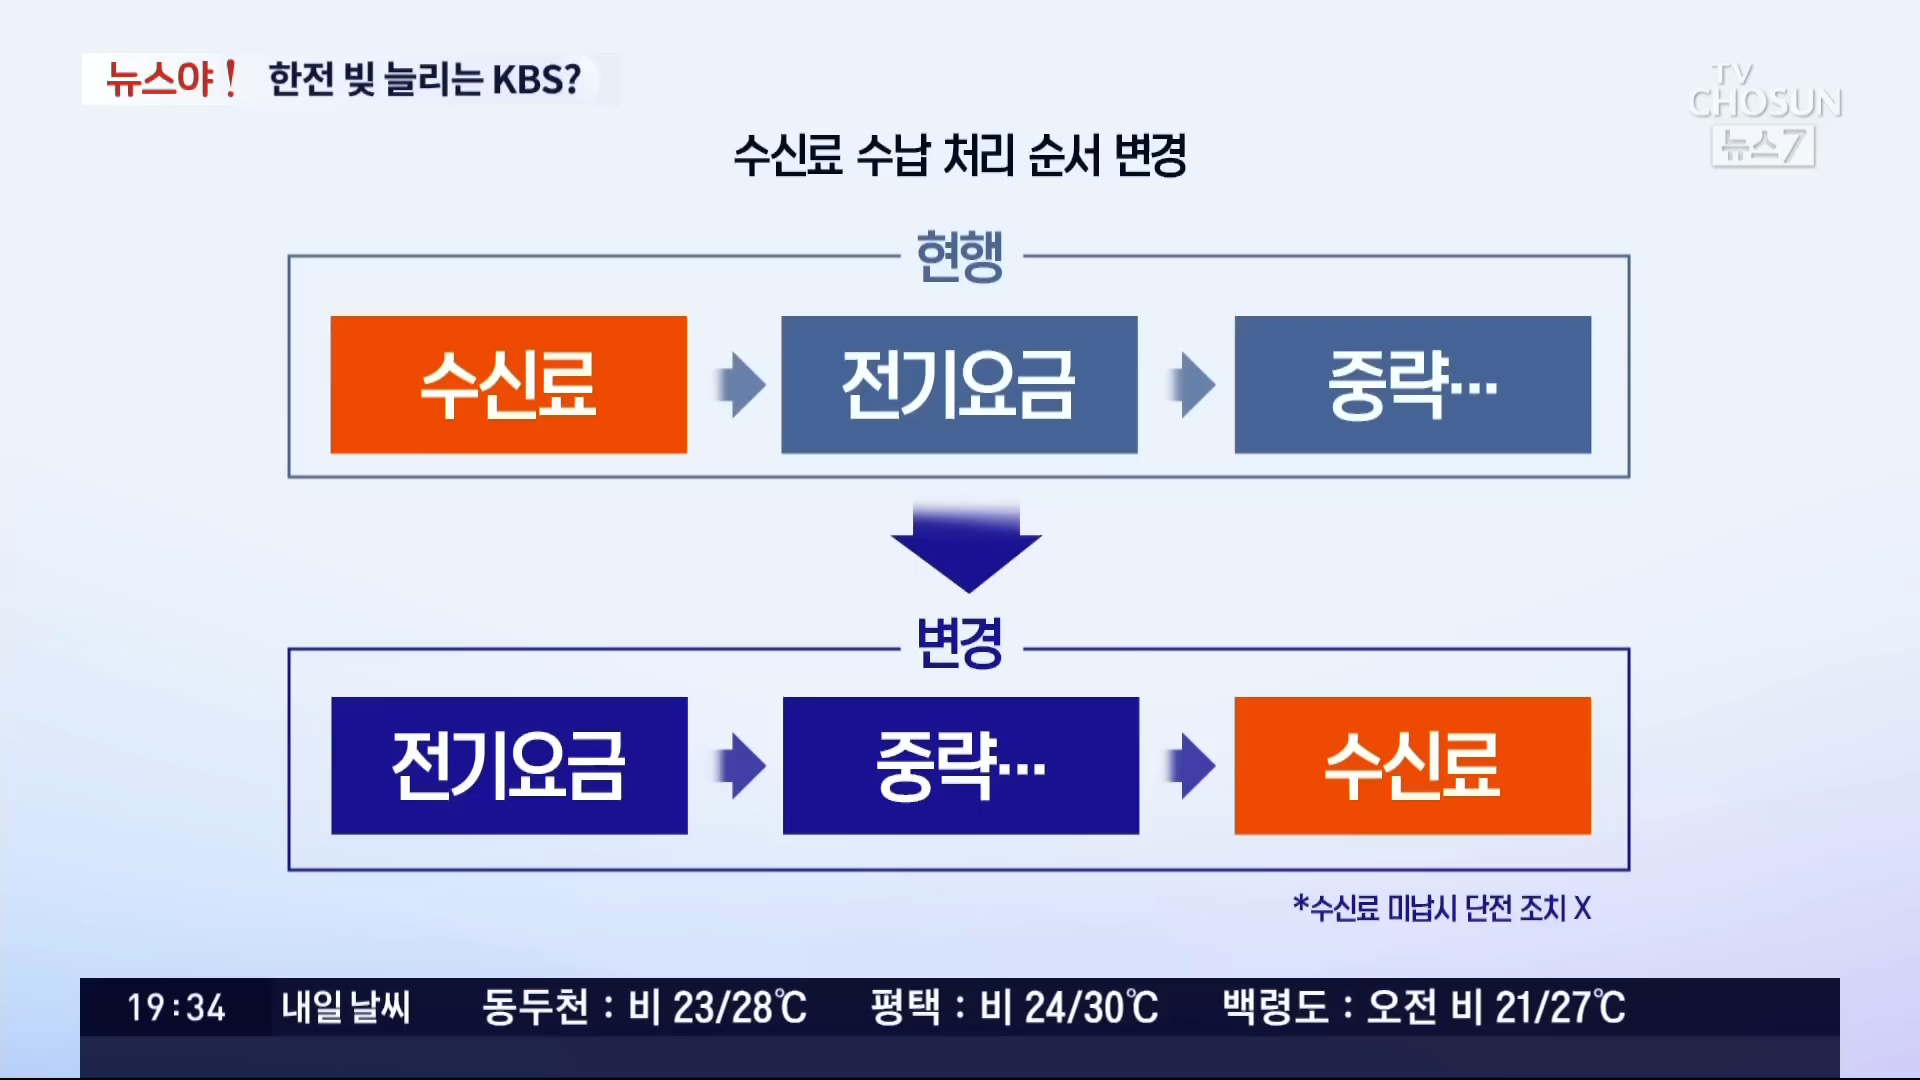 뉴스야! 한전 빚 늘리는 KBS?
TV
CHOSUN
뉴스7
수신료 수납 처리 순서 변경
현행
수신료 전기요금 중략…
변경
전기요금 중략… 수신료
*수신료 미납시 단전 조치 X
19:34 내일 날씨 동두천 : 비 23/28℃ 평택 : 비 24/30℃ 백령도 : 오전 비 21/27℃